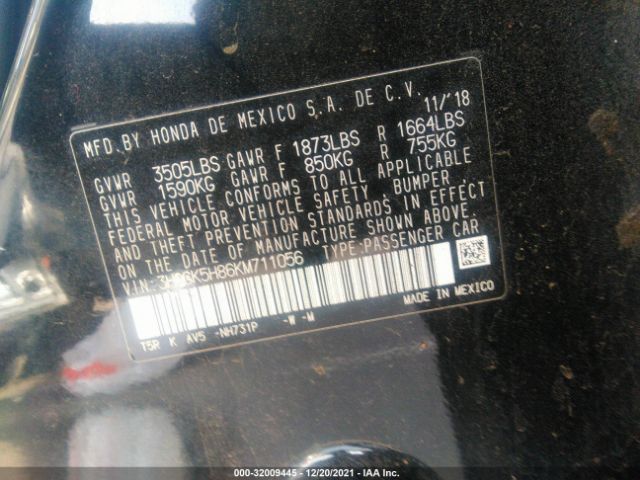 MFD.BY HONDA DE MEXICO S.A. DE C.V. 11/'18
GVWR 3505LBS GAWR F 1873LBS R 1664LBS
GVWR 1590KG GAWR F 850KG R 755KG
THIS VEHICLE CONFORMS TO ALL APPLICABLE
FEDERAL MOTOR VEHICLE SAFETY, BUMPER,
AND THEFT PREVENTION STANDARDS IN EFFECT
ON THE DATE OF MANUFACTURE SHOWN ABOVE.
VIN: 3HGGK5H86KM711056 TYPE:PASSENGER CAR
MADE IN MEXICO
T5R K AV5 -NH731P -W -M
000-32009445 - 12/20/2021 - IAA Inc.